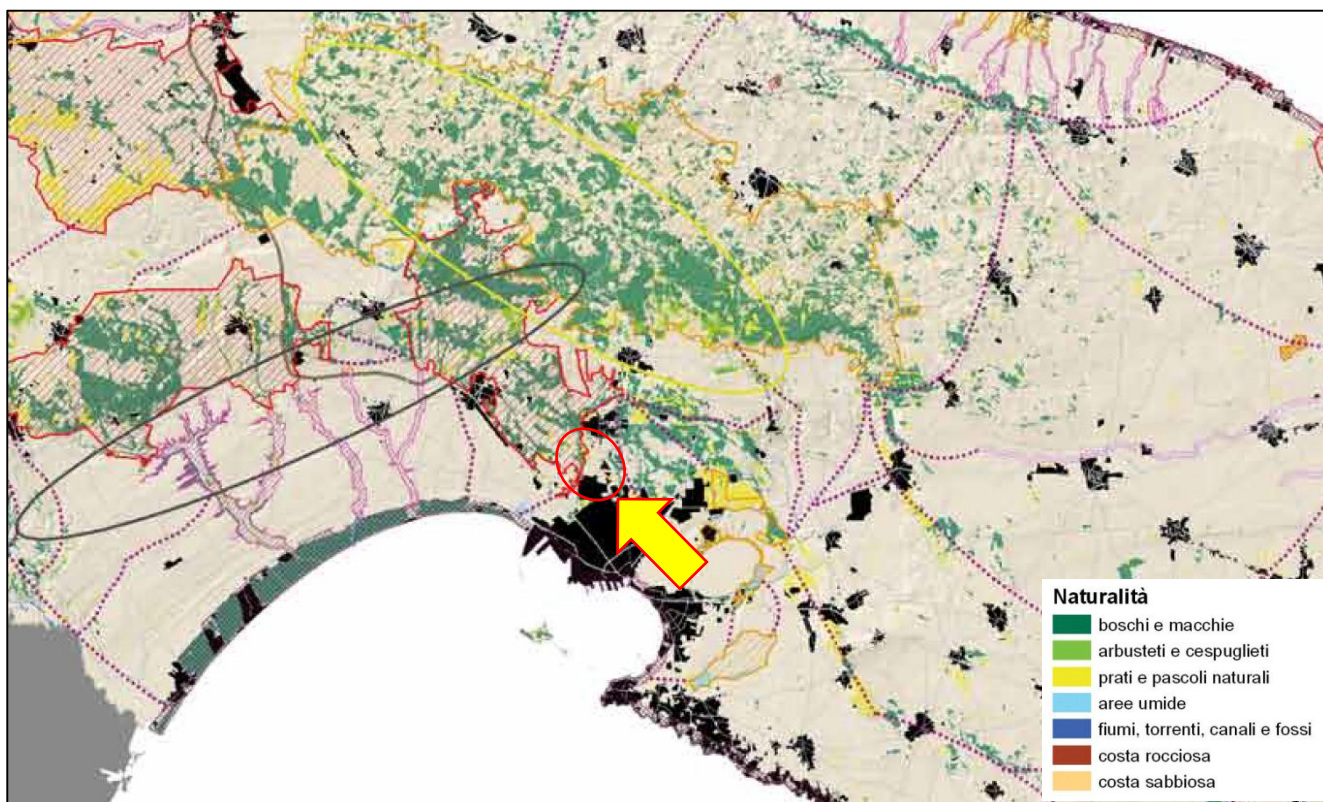 Naturalità
boschi e macchie
arbusteti e cespuglieti
prati e pascoli naturali
aree umide
fiumi, torrenti, canali e fossi
costa rocciosa
costa sabbiosa